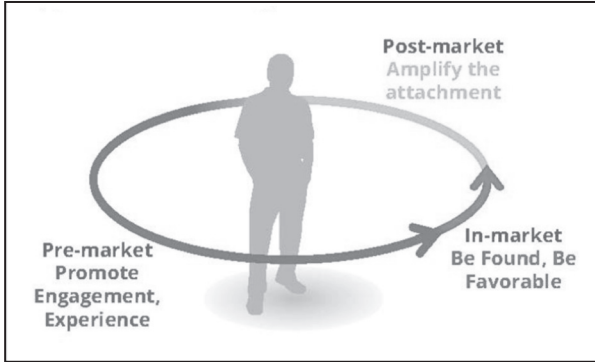 Post-market
Amplify the
attachment
Pre-market
Promote
Engagement,
Experience
In-market
Be Found, Be
Favorable